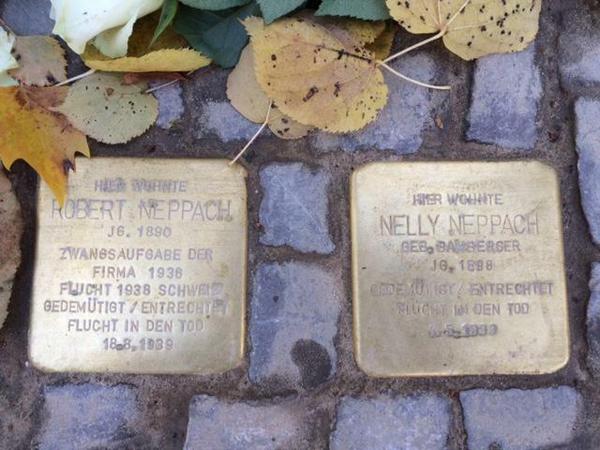 HIER WOHNTE
ROBERT NEPPACH
JG. 1890
ZWANGSAUFGABE DER
FIRMA 1936
FLUCHT 1938 SCHWEIZ
GEDEMÜTIGT / ENTRECHTET
FLUCHT IN DEN TOD
18.8.1939
HIER WOHNTE
NELLY NEPPACH
GEB. BAMBERGER
JG. 1898
GEDEMÜTIGT / ENTRECHTET
FLUCHT IN DEN TOD